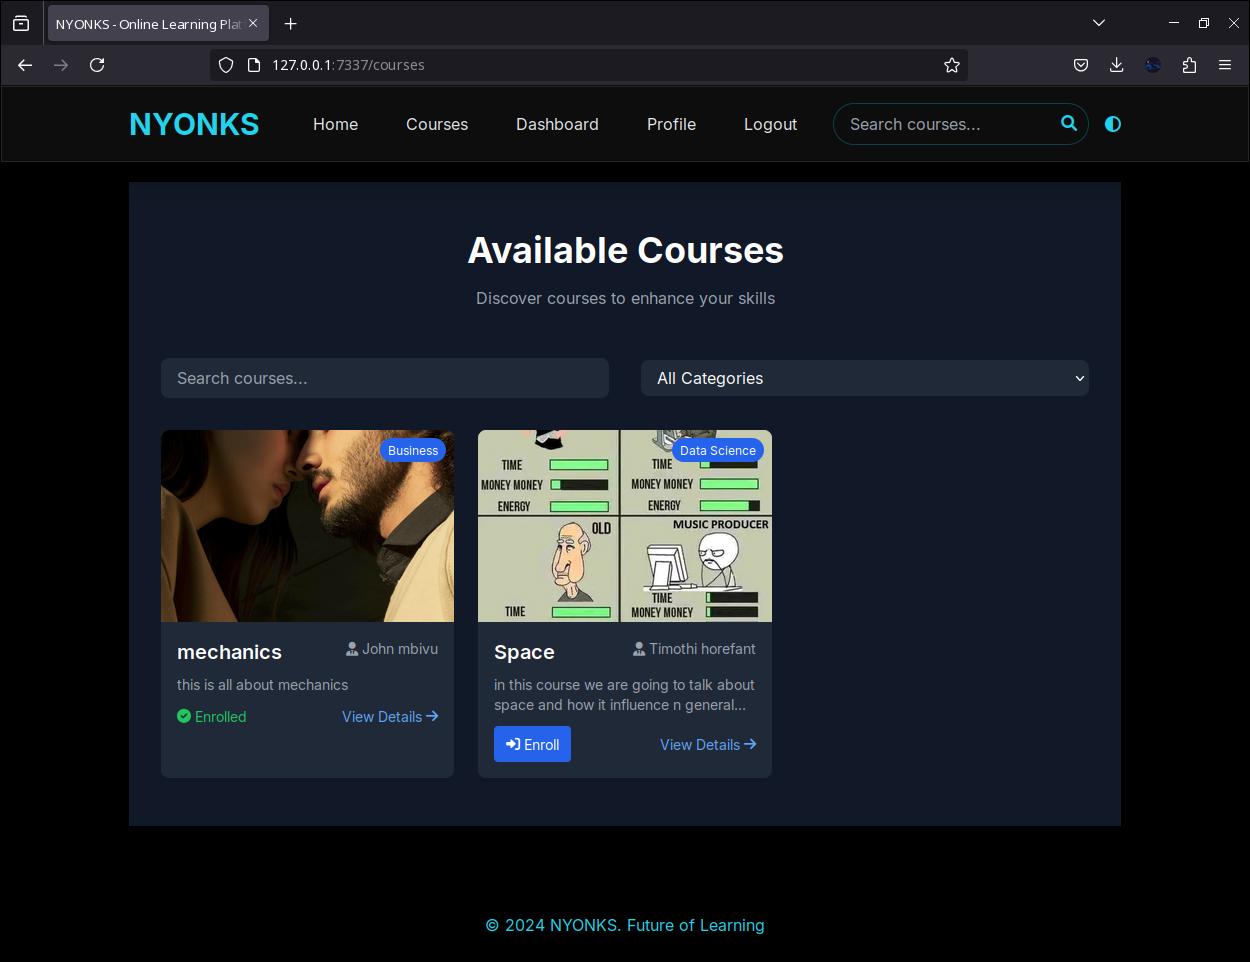 NYONKS - Online Learning Plat
127.0.0.1:7337/courses
NYONKS
Home
Courses
Dashboard
Profile
Logout
Search courses...
Available Courses
Discover courses to enhance your skills
Search courses...
All Categories
Business
mechanics
John mbivu
this is all about mechanics
Enrolled
View Details
Data Science
TIME
MONEY MONEY
ENERGY
TIME
MONEY MONEY
ENERGY
OLD
TIME
MUSIC PRODUCER
TIME
MONEY MONEY
Space
Timothi horefant
in this course we are going to talk about
space and how it influence n general...
Enroll
View Details
© 2024 NYONKS. Future of Learning